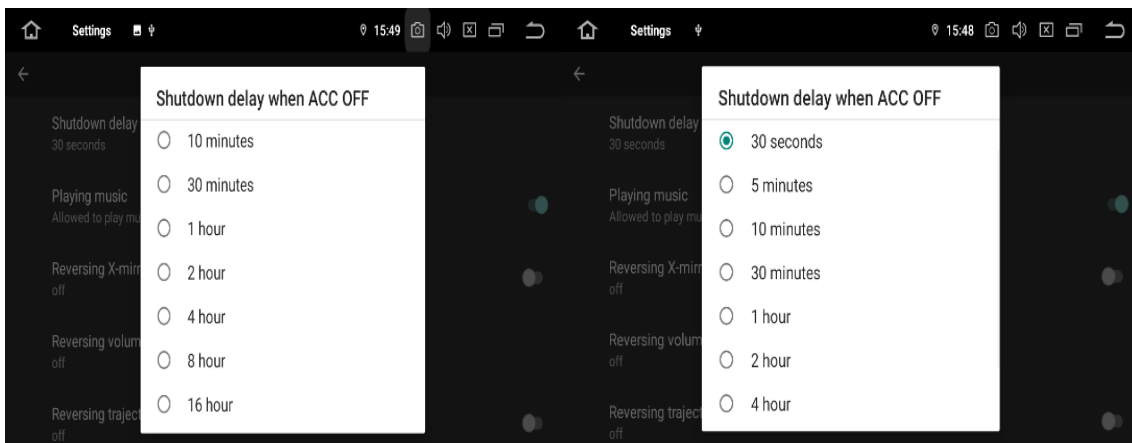 Settings
15:49
Shutdown delay when ACC OFF
10 minutes
30 minutes
1 hour
2 hour
4 hour
8 hour
16 hour
Shutdown delay
30 seconds
Playing music
Allowed to play mu
Reversing X-mirr
off
Reversing volum
off
Reversing traject
off
Settings
15:48
Shutdown delay when ACC OFF
30 seconds
5 minutes
10 minutes
30 minutes
1 hour
2 hour
4 hour
Shutdown delay
30 seconds
Playing music
Allowed to play mu
Reversing X-mirr
off
Reversing volum
off
Reversing traject
off